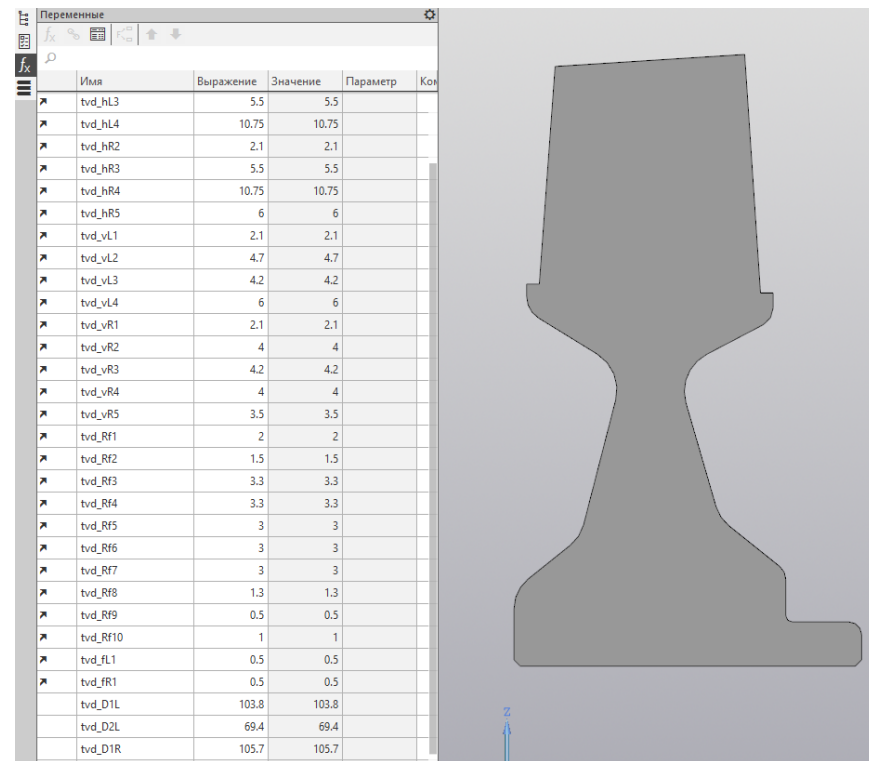 Переменные
Имя Выражение Значение Параметр Ком
tvd_hL3 5.5 5.5
tvd_hL4 10.75 10.75
tvd_hR2 2.1 2.1
tvd_hR3 5.5 5.5
tvd_hR4 10.75 10.75
tvd_hR5 6 6
tvd_vL1 2.1 2.1
tvd_vL2 4.7 4.7
tvd_vL3 4.2 4.2
tvd_vL4 6 6
tvd_vR1 2.1 2.1
tvd_vR2 4 4
tvd_vR3 4.2 4.2
tvd_vR4 4 4
tvd_vR5 3.5 3.5
tvd_Rf1 2 2
tvd_Rf2 1.5 1.5
tvd_Rf3 3.3 3.3
tvd_Rf4 3.3 3.3
tvd_Rf5 3 3
tvd_Rf6 3 3
tvd_Rf7 3 3
tvd_Rf8 1.3 1.3
tvd_Rf9 0.5 0.5
tvd_Rf10 1 1
tvd_fL1 0.5 0.5
tvd_fR1 0.5 0.5
tvd_D1L 103.8 103.8
tvd_D2L 69.4 69.4
tvd_D1R 105.7 105.7
Z